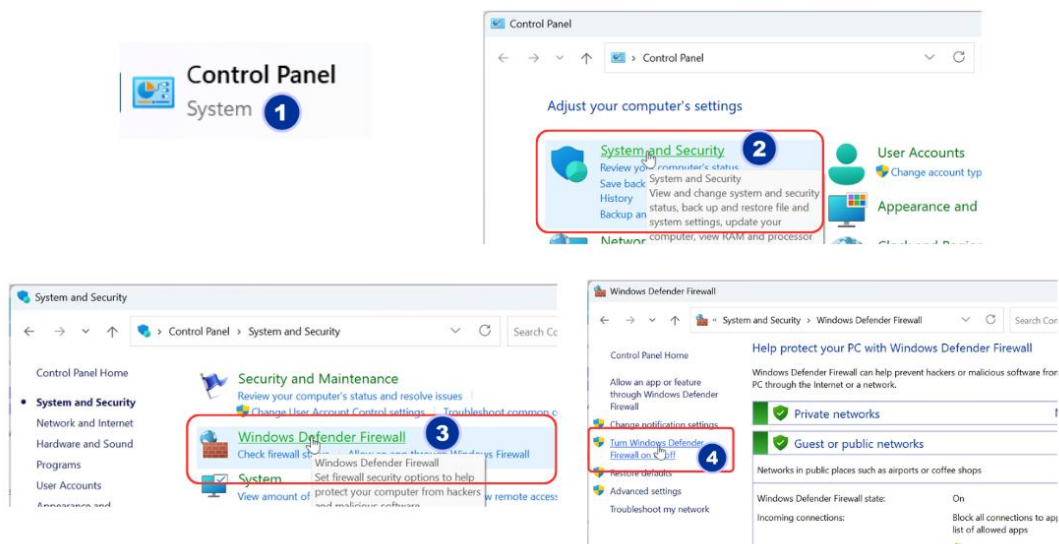 Control Panel
System
1
Control Panel
Control Panel
Adjust your computer's settings
System and Security
2
Review your computer's status
Save back
History
Backup an
System and Security
View and change system and security
status, back up and restore file and
system settings, update your
computer, view RAM and processor
Networ
User Accounts
Change account typ
Appearance and
System and Security
Control Panel > System and Security
Search Co
Control Panel Home
System and Security
Network and Internet
Hardware and Sound
Programs
User Accounts
Security and Maintenance
Review your computer's status and resolve issues
Change User Account Control settings
Troubleshoot common
Windows Defender Firewall
3
Check firewall
Allow an app through Windows Firewall
Windows Defender Firewall
Set firewall security options to help
protect your computer from hackers
and malicious software
System
View amount of
w remote access
Windows Defender Firewall
« System and Security > Windows Defender Firewall
Search Con
Control Panel Home
Allow an app or feature
through Windows Defender
Firewall
Change notification settings
Turn Windows Defender
Firewall on off
4
Restore defaults
Advanced settings
Troubleshoot my network
Help protect your PC with Windows Defender Firewall
Windows Defender Firewall can help prevent hackers or malicious software from
PC through the Internet or a network.
Private networks
Guest or public networks
Networks in public places such as airports or coffee shops
Windows Defender Firewall state:
On
Incoming connections:
Block all connections to app
list of allowed apps